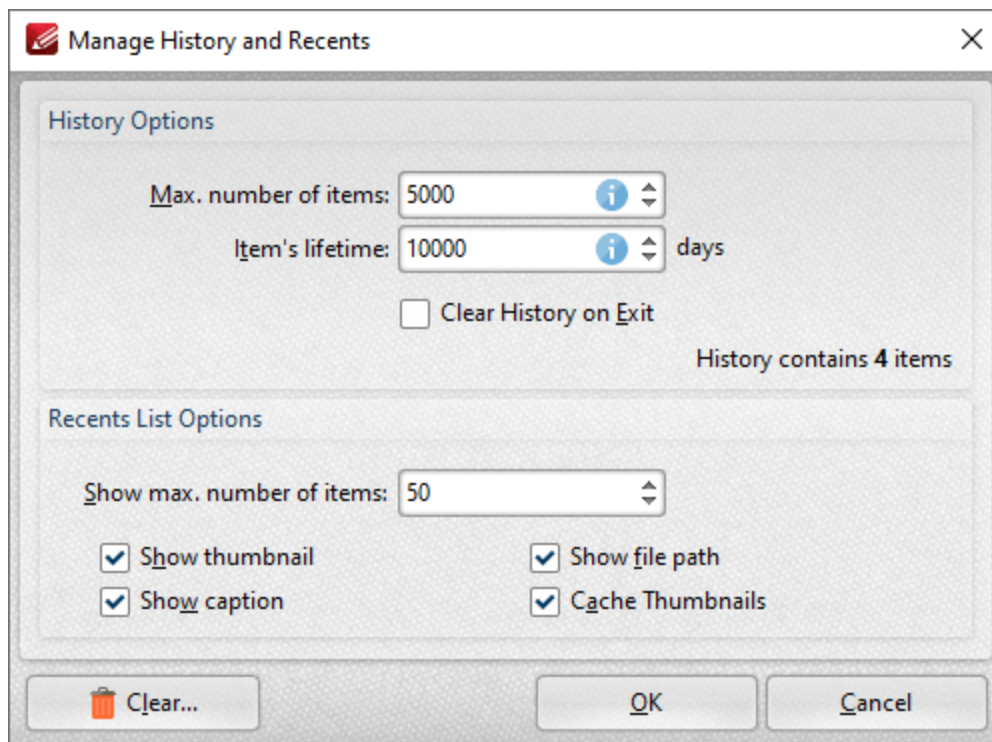 Manage History and Recents
History Options
Max. number of items: 5000
Item's lifetime: 10000 days
Clear History on Exit
History contains 4 items
Recents List Options
Show max. number of items: 50
Show thumbnail Show file path
Show caption Cache Thumbnails
Clear... OK Cancel